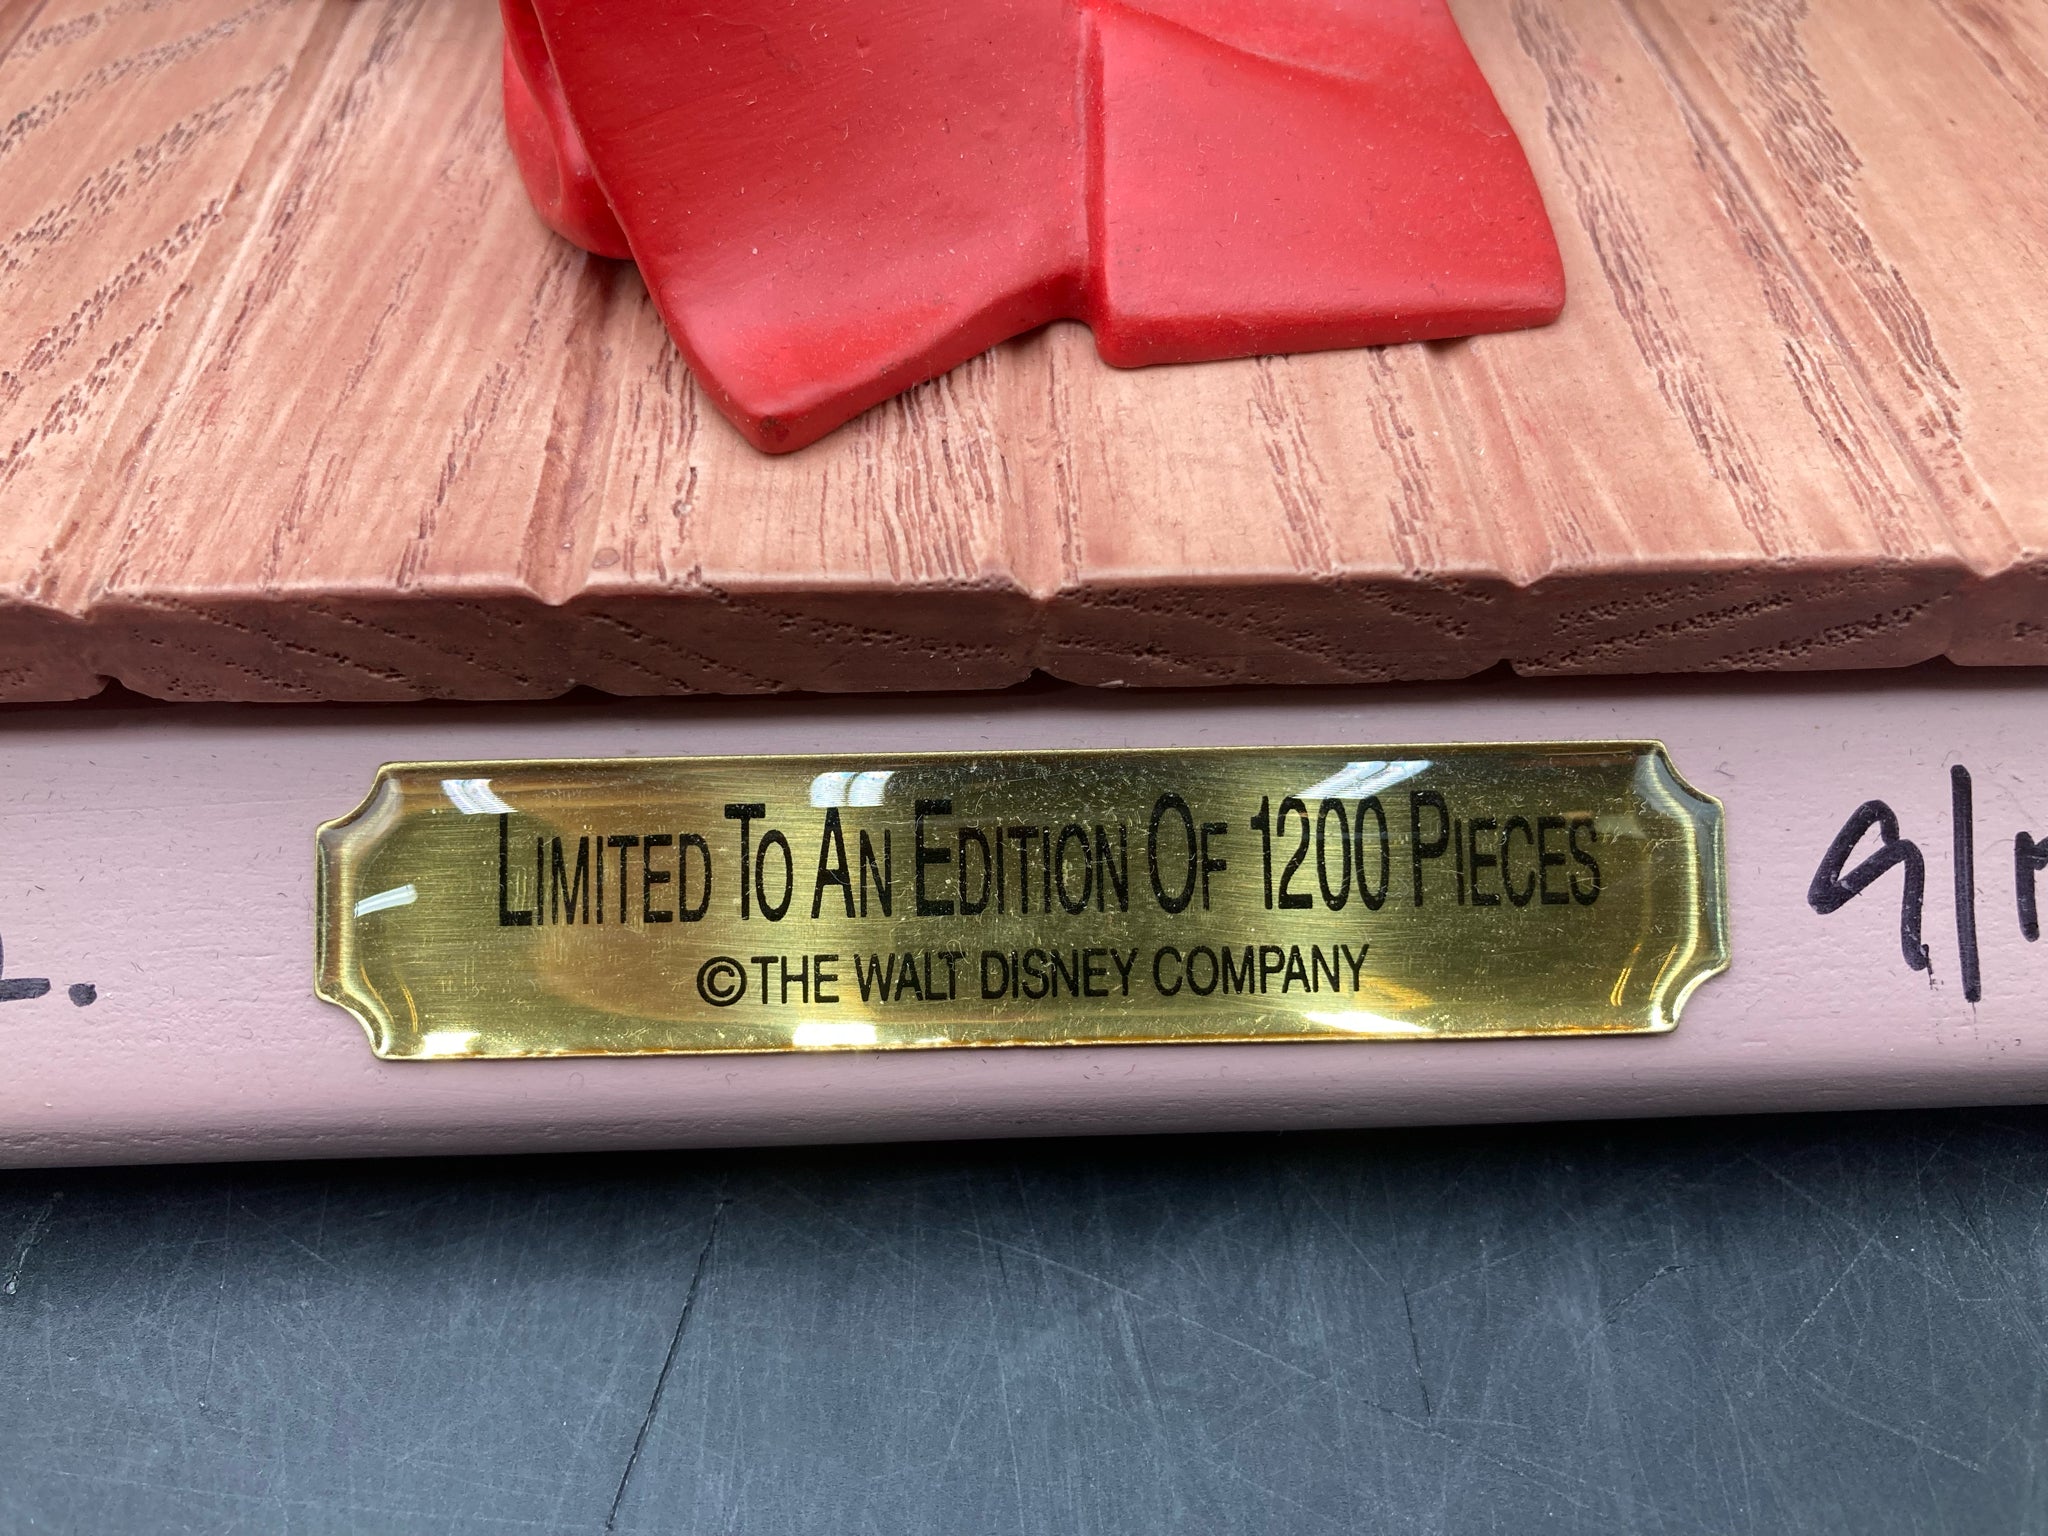 LIMITED TO AN EDITION OF 1200 PIECES
©THE WALT DISNEY COMPANY